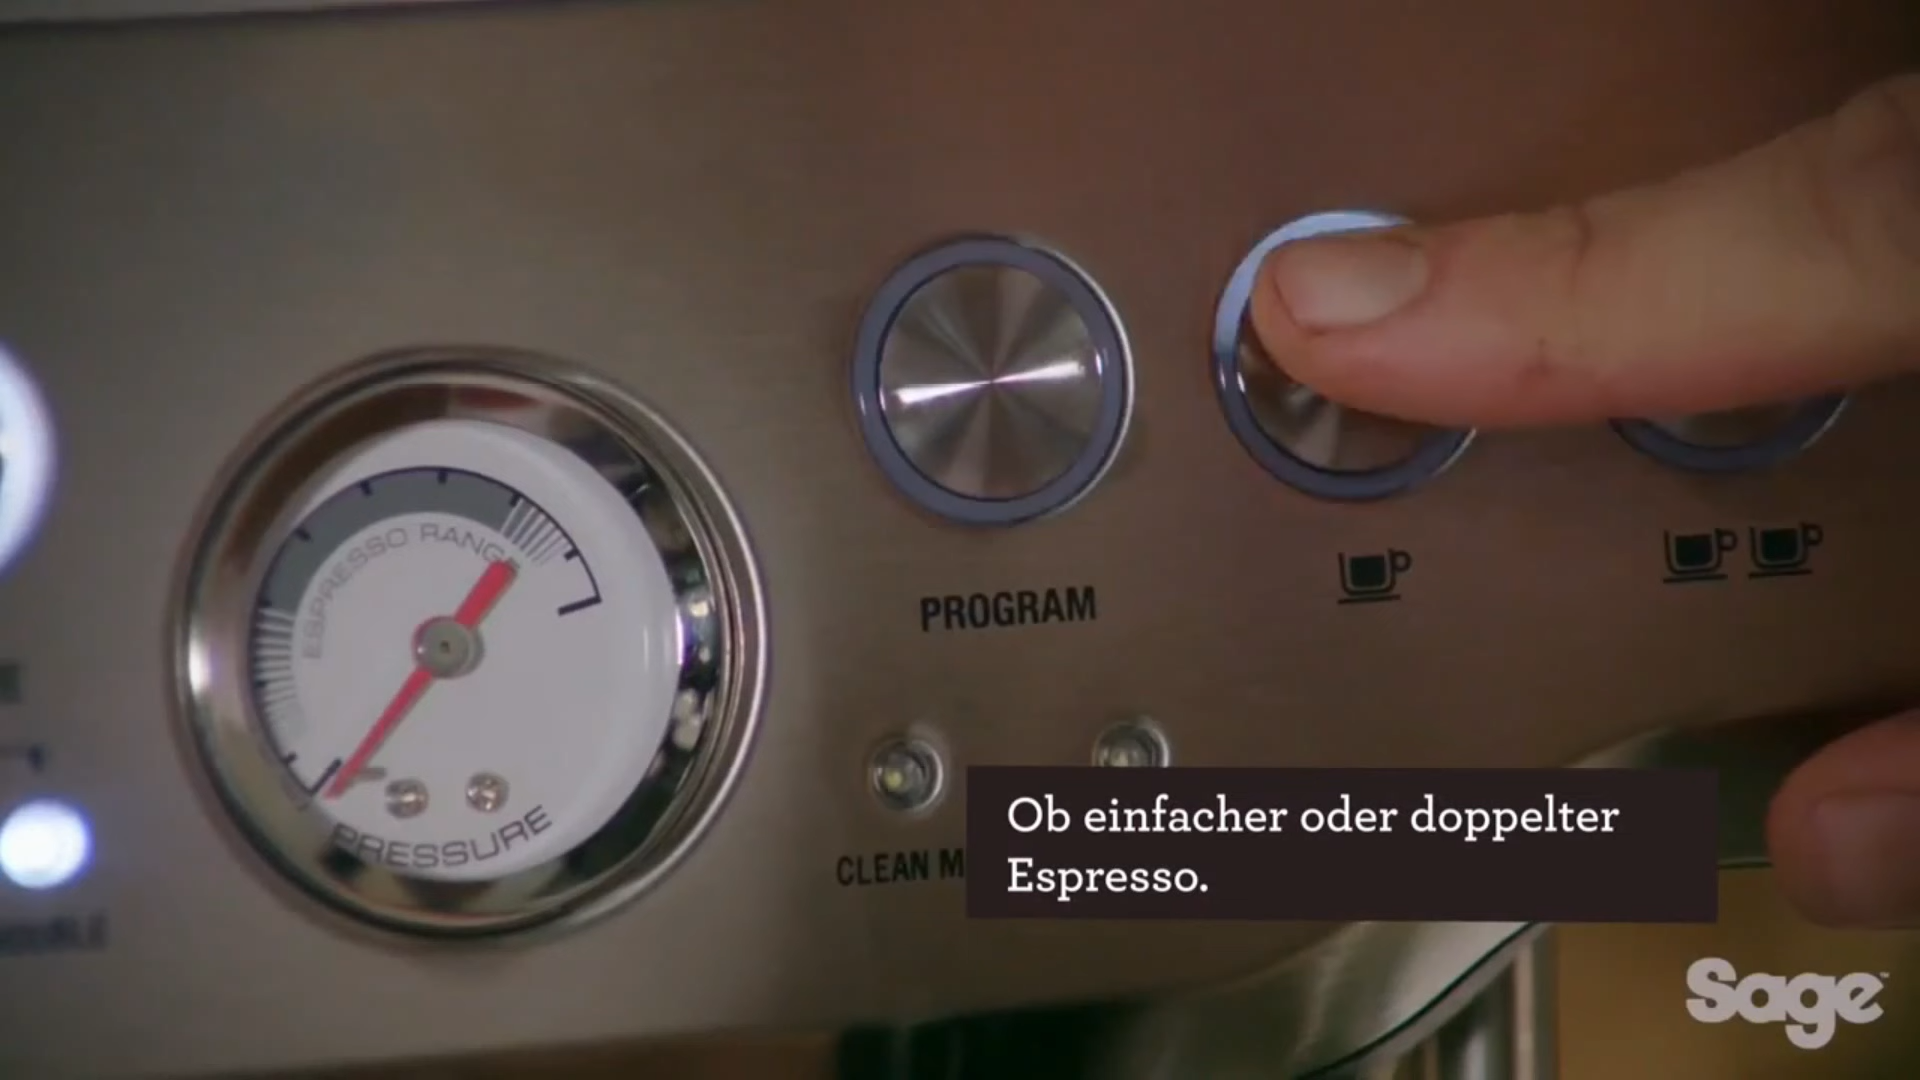 ESPRESSO RANGE
PRESSURE
PROGRAM
CLEAN M
Ob einfacher oder doppelter
Espresso.
Sage